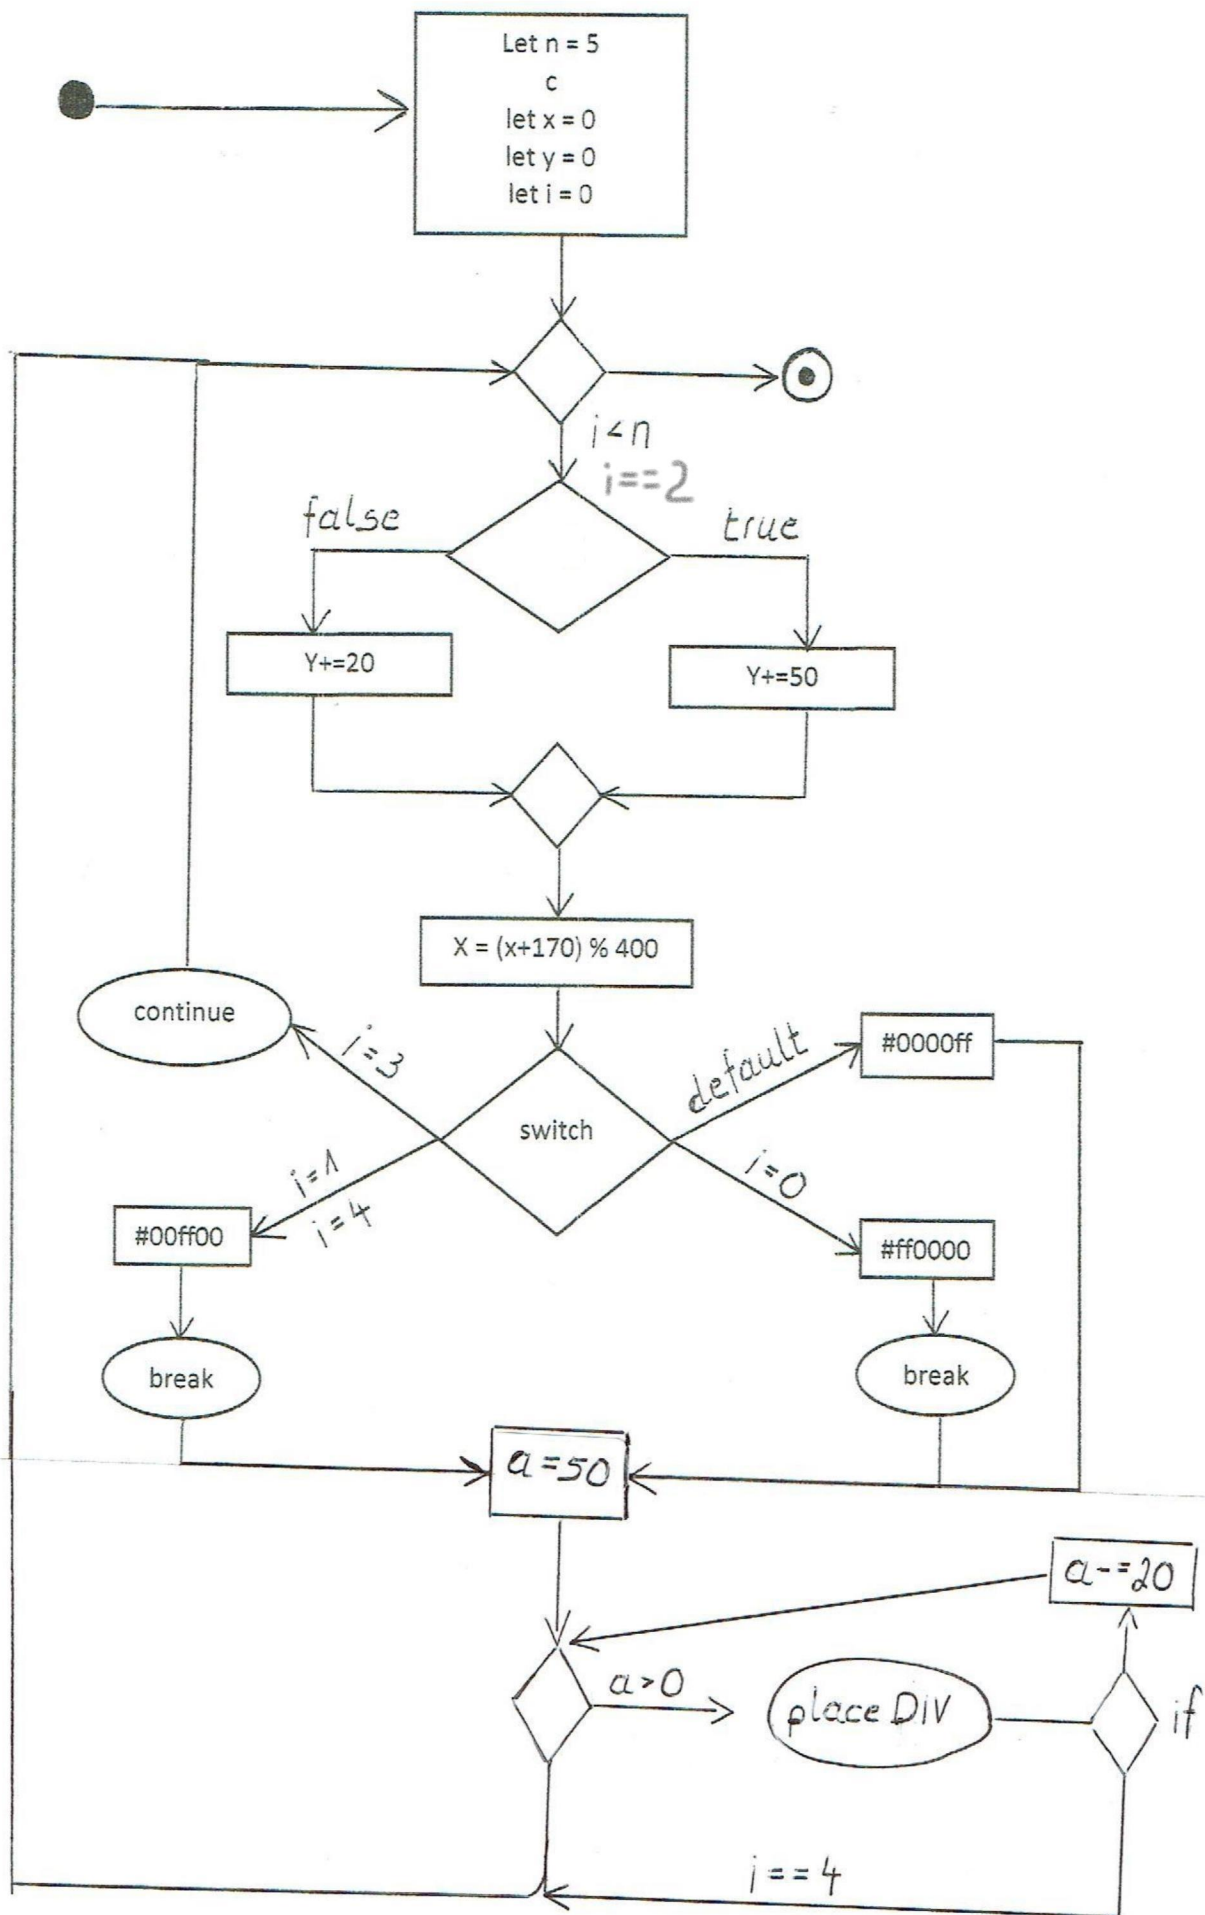 Let n = 5
c
let x = 0
let y = 0
let i = 0
i<n
i==2
false
true
Y+=20
Y+=50
X = (x+170) % 400
continue
i=3
default
#0000ff
switch
i=1
i=4
i=0
#00ff00
#ff0000
break
break
a=50
a-=20
a>0
place DIV
if
i==4